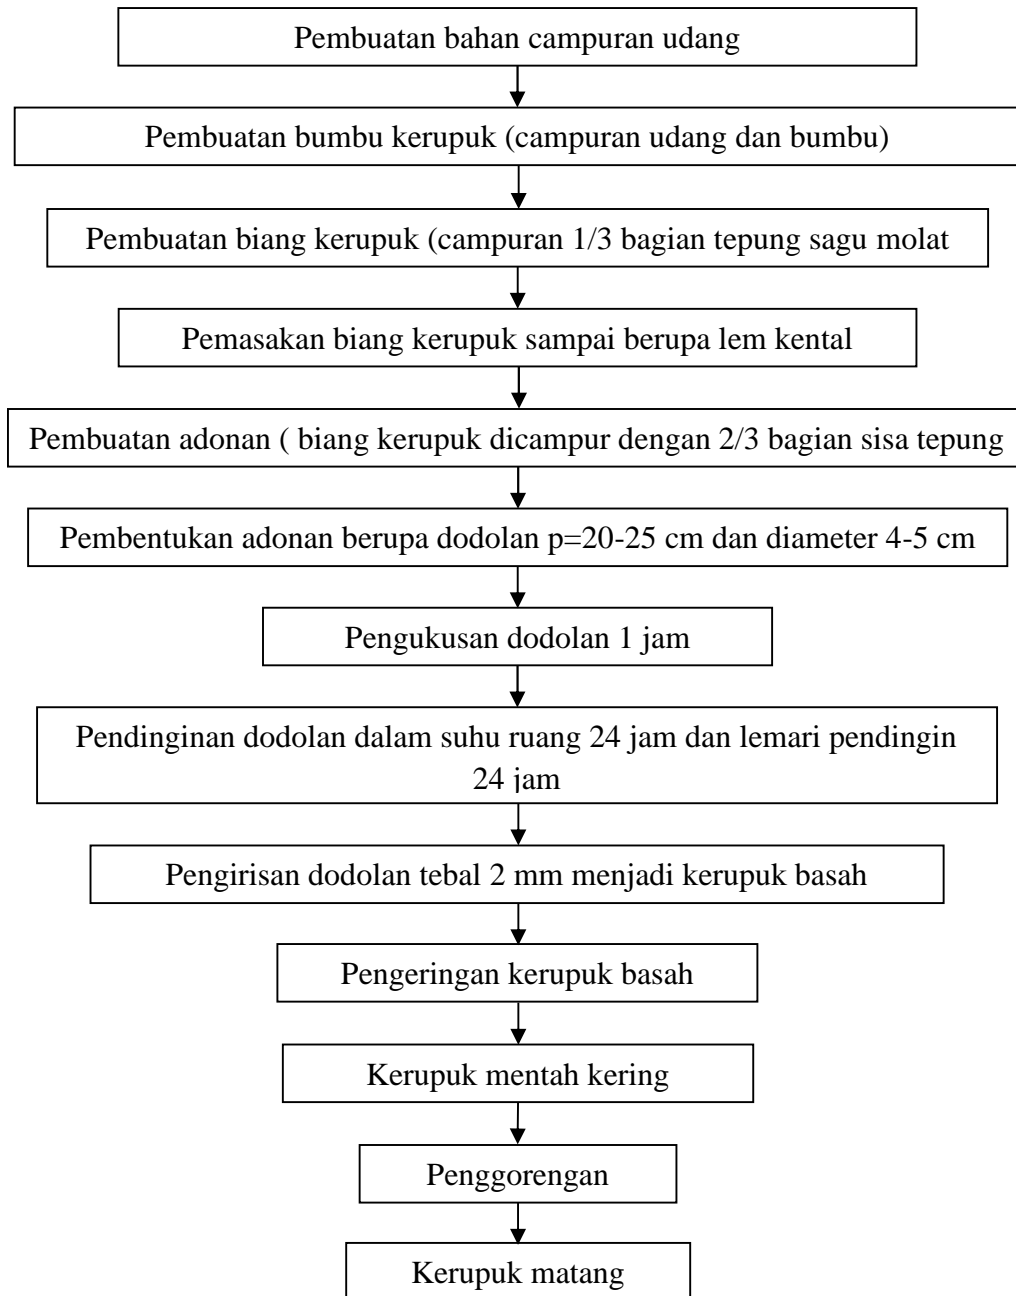 Pembuatan bahan campuran udang
Pembuatan bumbu kerupuk (campuran udang dan bumbu)
Pembuatan biang kerupuk (campuran 1/3 bagian tepung sagu molat
Pemasakan biang kerupuk sampai berupa lem kental
Pembuatan adonan ( biang kerupuk dicampur dengan 2/3 bagian sisa tepung
Pembentukan adonan berupa dodolan p=20-25 cm dan diameter 4-5 cm
Pengukusan dodolan 1 jam
Pendinginan dodolan dalam suhu ruang 24 jam dan lemari pendingin
24 jam
Pengirisan dodolan tebal 2 mm menjadi kerupuk basah
Pengeringan kerupuk basah
Kerupuk mentah kering
Penggorengan
Kerupuk matang